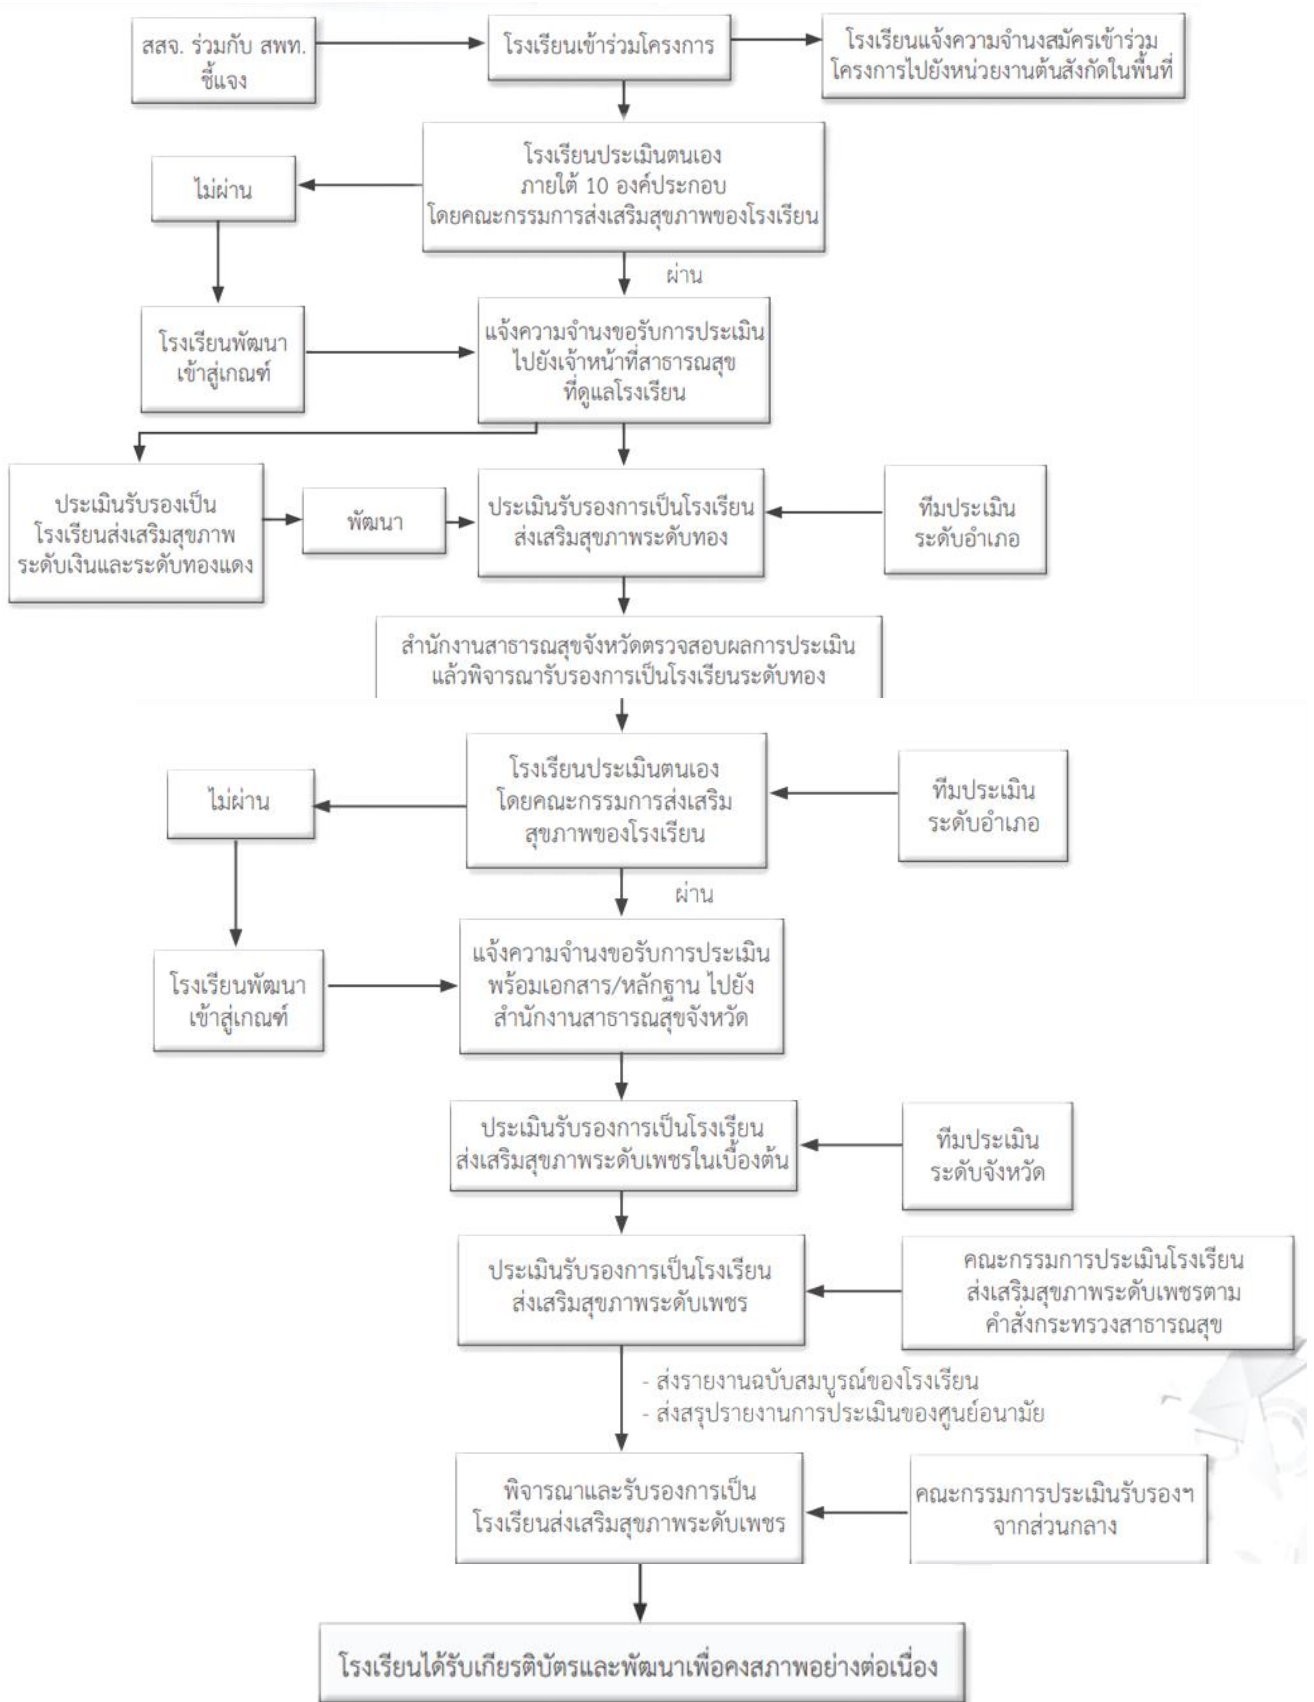 สสจ. ร่วมกับ สพท.
ชี้แจง
โรงเรียนเข้าร่วมโครงการ
โรงเรียนแจ้งความจำนงสมัครเข้าร่วม
โครงการไปยังหน่วยงานต้นสังกัดในพื้นที่
โรงเรียนประเมินตนเอง
ภายใต้ 10 องค์ประกอบ
โดยคณะกรรมการส่งเสริมสุขภาพของโรงเรียน
ไม่ผ่าน
ผ่าน
โรงเรียนพัฒนา
เข้าสู่เกณฑ์
แจ้งความจำนงขอรับการประเมิน
ไปยังเจ้าหน้าที่สาธารณสุข
ที่ดูแลโรงเรียน
ประเมินรับรองเป็น
โรงเรียนส่งเสริมสุขภาพ
ระดับเงินและระดับทองแดง
พัฒนา
ประเมินรับรองการเป็นโรงเรียน
ส่งเสริมสุขภาพระดับทอง
ทีมประเมิน
ระดับอำเภอ
สำนักงานสาธารณสุขจังหวัดตรวจสอบผลการประเมิน
แล้วพิจารณารับรองการเป็นโรงเรียนระดับทอง
โรงเรียนประเมินตนเอง
โดยคณะกรรมการส่งเสริม
สุขภาพของโรงเรียน
ไม่ผ่าน
ทีมประเมิน
ระดับอำเภอ
ผ่าน
โรงเรียนพัฒนา
เข้าสู่เกณฑ์
แจ้งความจำนงขอรับการประเมิน
พร้อมเอกสาร/หลักฐาน ไปยัง
สำนักงานสาธารณสุขจังหวัด
ประเมินรับรองการเป็นโรงเรียน
ส่งเสริมสุขภาพระดับเพชรในเบื้องต้น
ทีมประเมิน
ระดับจังหวัด
ประเมินรับรองการเป็นโรงเรียน
ส่งเสริมสุขภาพระดับเพชร
คณะกรรมการประเมินโรงเรียน
ส่งเสริมสุขภาพระดับเพชรตาม
คำสั่งกระทรวงสาธารณสุข
- ส่งรายงานฉบับสมบูรณ์ของโรงเรียน
- ส่งสรุปรายงานการประเมินของศูนย์อนามัย
พิจารณาและรับรองการเป็น
โรงเรียนส่งเสริมสุขภาพระดับเพชร
คณะกรรมการประเมินรับรองฯ
จากส่วนกลาง
โรงเรียนได้รับเกียรติบัตรและพัฒนาเพื่อคงสภาพอย่างต่อเนื่อง